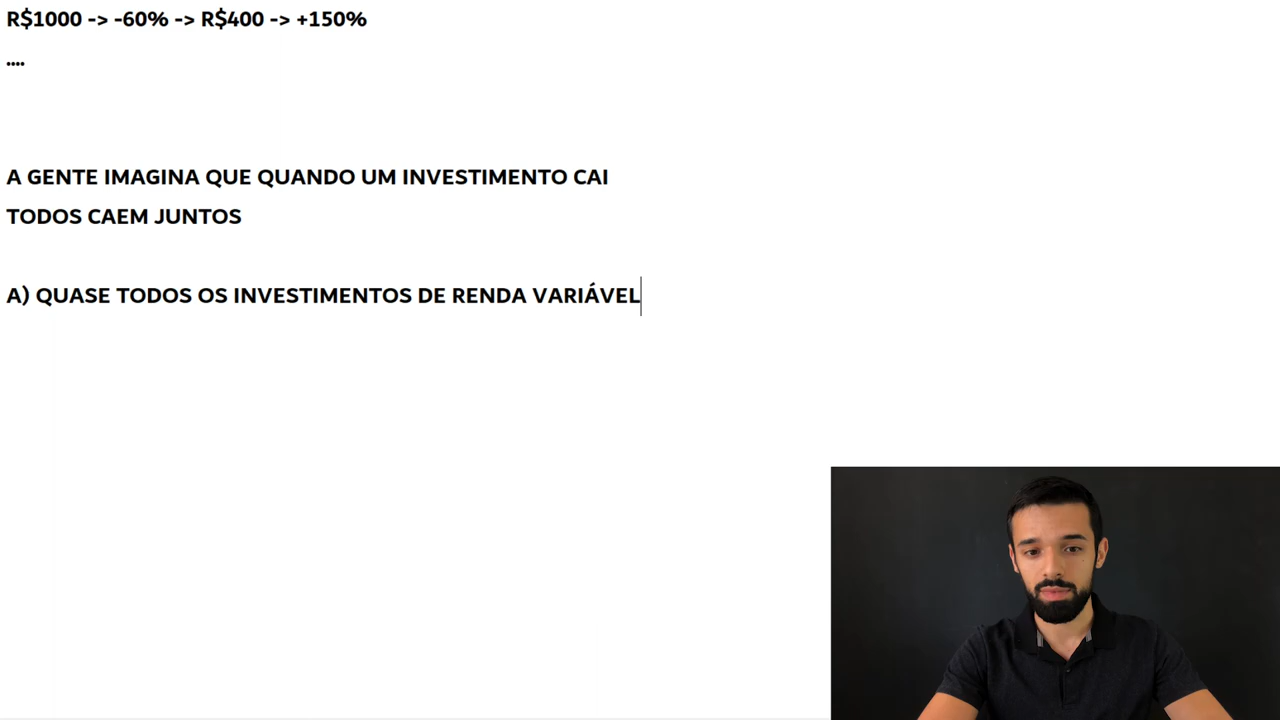 R$1000 -> -60% -> R$400 -> +150%
....
A GENTE IMAGINA QUE QUANDO UM INVESTIMENTO CAI
TODOS CAEM JUNTOS
A) QUASE TODOS OS INVESTIMENTOS DE RENDA VARIÁVEL